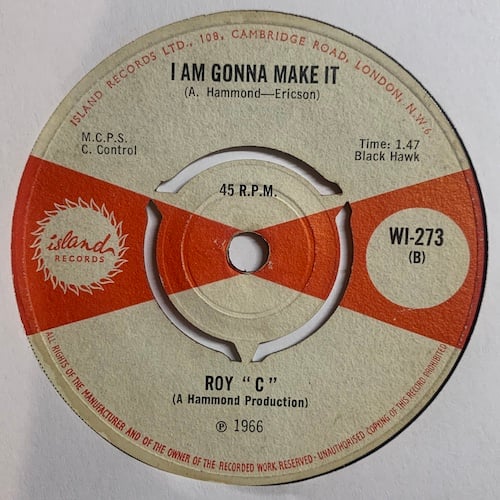 ISLAND RECORDS LTD., 108, CAMBRIDGE ROAD, LONDON, N.W.6
I AM GONNA MAKE IT
(A. Hammond—Ericson)
M.C.P.S.
C. Control
Time: 1.47
Black Hawk
45 R.P.M.
island
RECORDS
WI-273
(B)
ROY "C"
(A Hammond Production)
℗ 1966
ALL RIGHTS OF THE MANUFACTURER AND OF THE OWNER OF THE RECORDED WORK RESERVED - UNAUTHORISED COPYING OF THIS RECORD PROHIBITED